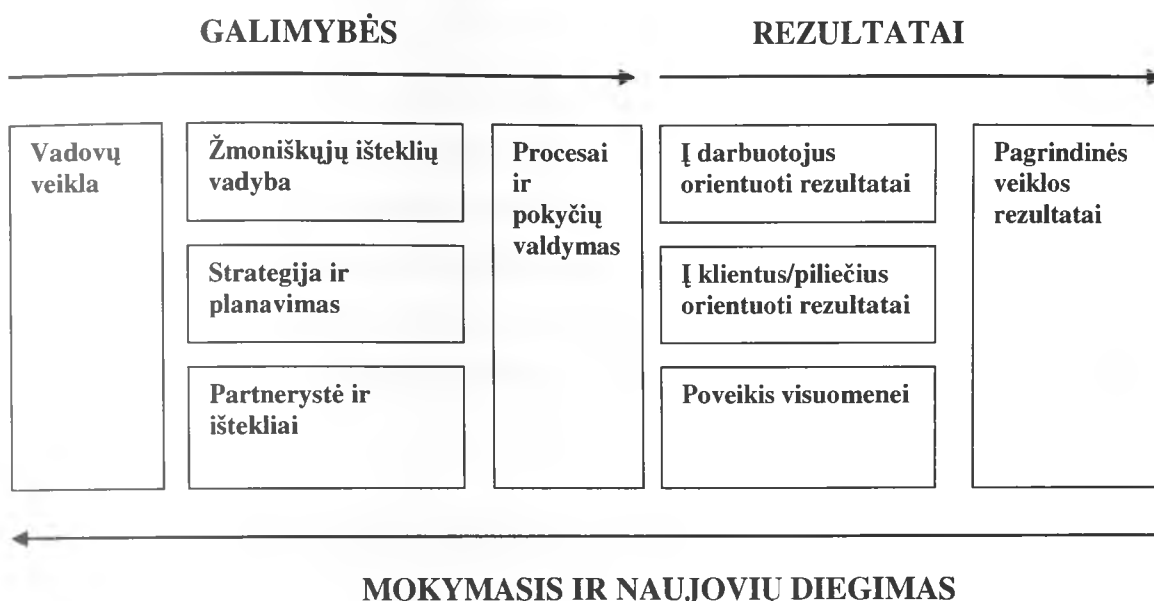 GALIMYBĖS
REZULTATAI
Vadovų
veikla
Žmoniškųjų išteklių
vadyba
Strategija ir
planavimas
Partnerystė ir
ištekliai
Procesai
ir
pokyčių
valdymas
Į darbuotojus
orientuoti rezultatai
Į klientus/piliečius
orientuoti rezultatai
Poveikis visuomenei
Pagrindinės
veiklos
rezultatai
MOKYMASIS IR NAUJOVIU DIEGIMAS